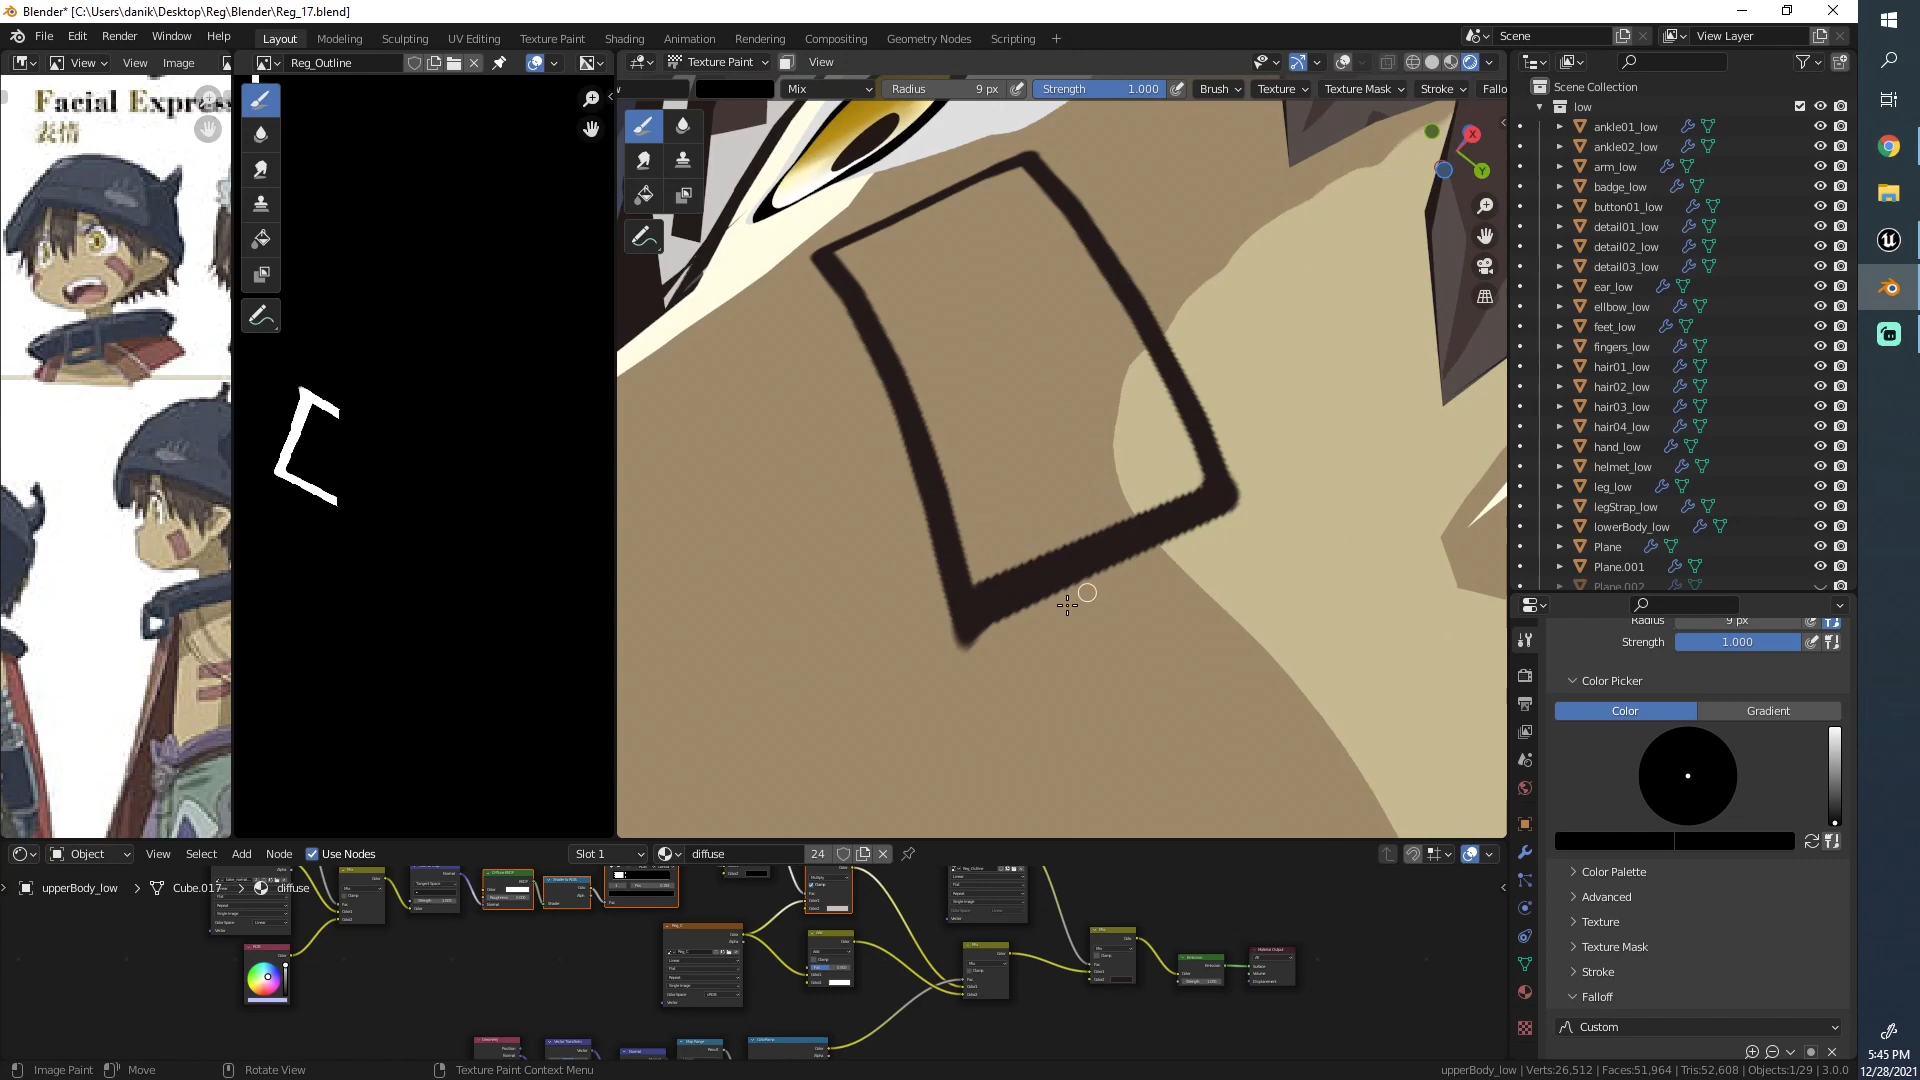 Blender* [C:\Users\danik\Desktop\Reg\Blender\Reg_17.blend]
File Edit Render Window Help
Layout Modeling Sculpting UV Editing Texture Paint Shading Animation Rendering Compositing Geometry Nodes Scripting +
Scene
View Layer
View View Image
Reg_Outline
Texture Paint View
Mix Radius 9 px Strength 1.000 Brush Texture Texture Mask Stroke Fallo
Facial Express
表情
X
Y
Scene Collection
low
ankle01_low
ankle02_low
arm_low
badge_low
button01_low
detail01_low
detail02_low
detail03_low
ear_low
ellbow_low
feet_low
fingers_low
hair01_low
hair02_low
hair03_low
hair04_low
hand_low
helmet_low
leg_low
legStrap_low
lowerBody_low
Plane
Plane.001
Plane.002
Radius 9 px
Strength 1.000
Color Picker
Color Gradient
Color Palette
Advanced
Texture
Texture Mask
Stroke
Falloff
Custom
Object View Select Add Node Use Nodes Slot 1 diffuse 24
upperBody_low > Cube.017 > diffuse
Image Paint Move Rotate View Texture Paint Context Menu
upperBody_low | Verts:26,512 | Faces:51,964 | Tris:52,608 | Objects:1/29 | 3.0.0
5:45 PM
12/28/2021